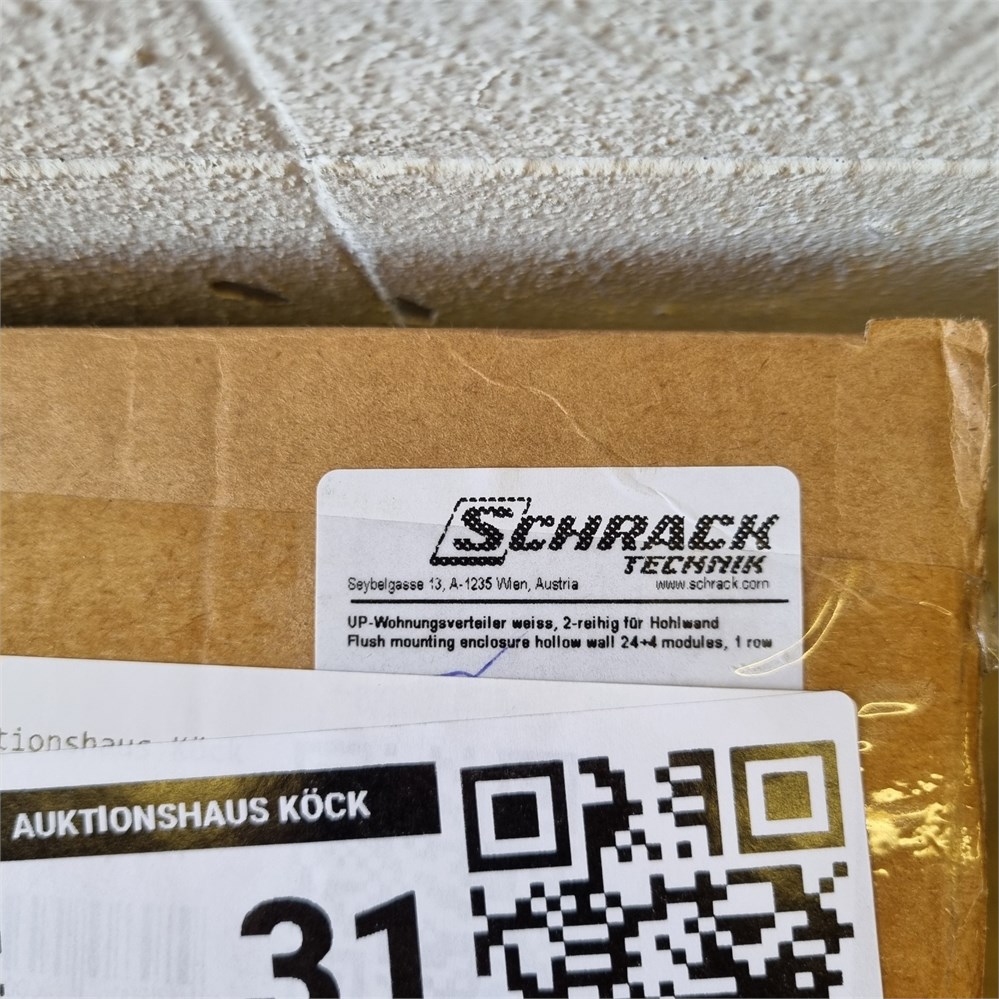 SCHRACK
TECHNIK
Seybelgasse 13, A-1235 Wien, Austria www.schrack.com
UP-Wohnungsverteiler weiss, 2-reihig für Hohlwand
Flush mounting enclosure hollow wall 24+4 modules, 1 row
tionshaus
AUKTIONSHAUS KÖCK
31